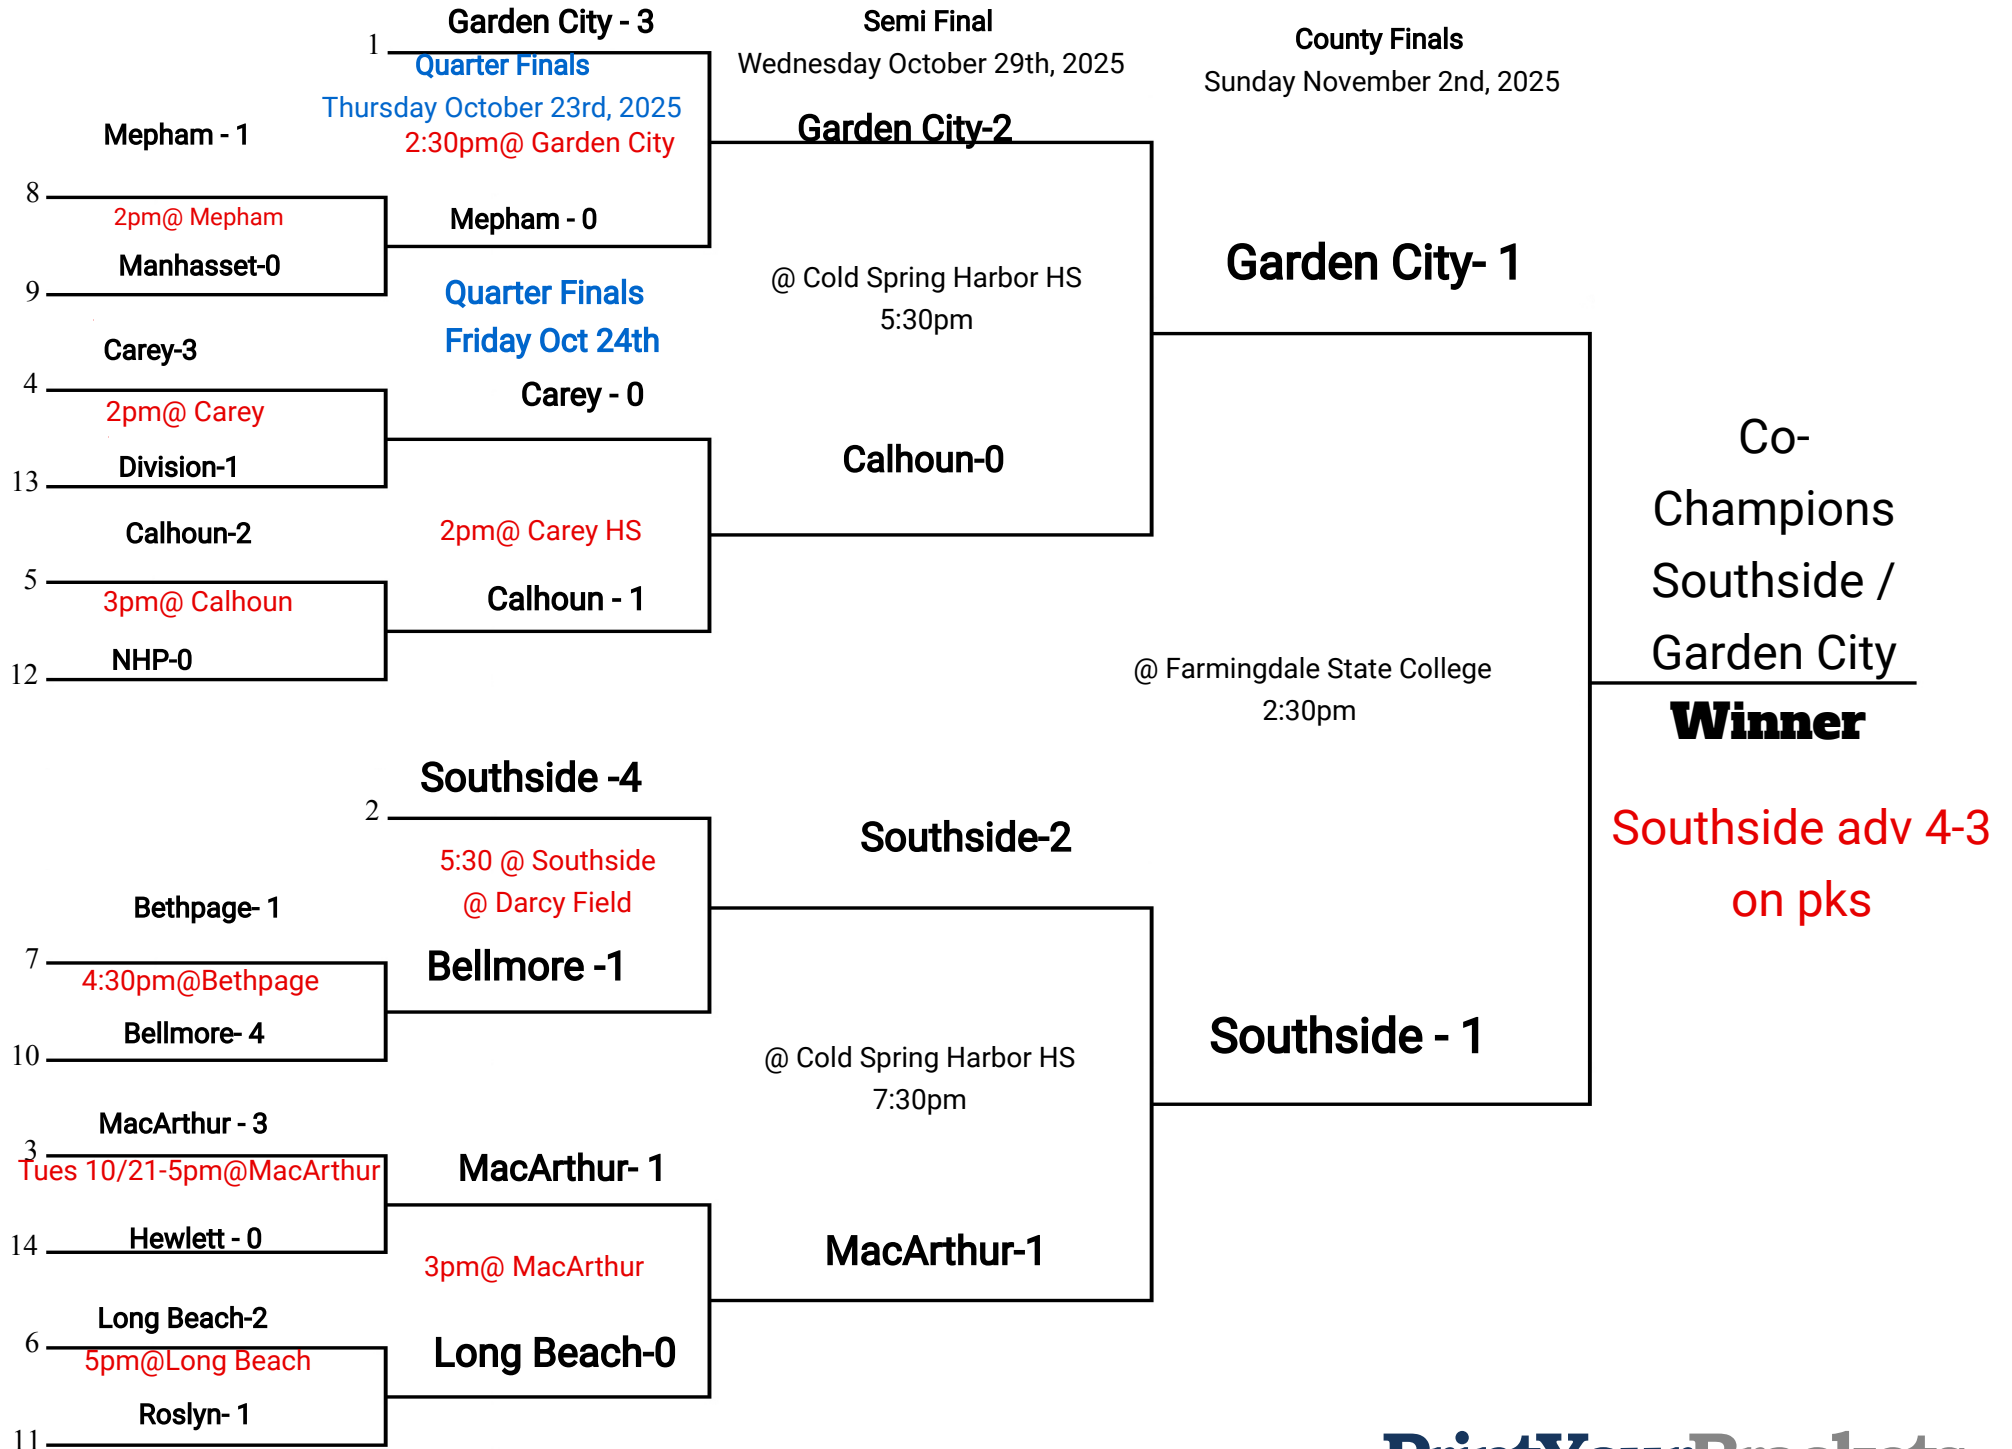 Garden City - 3
1
Quarter Finals
Thursday October 23rd, 2025
2:30pm@ Garden City
Semi Final
Wednesday October 29th, 2025
County Finals
Sunday November 2nd, 2025
Mepham - 1
8
2pm@ Mepham
Manhasset-0
9
Mepham - 0
Garden City-2
Quarter Finals
Friday Oct 24th
@ Cold Spring Harbor HS
5:30pm
Garden City- 1
Carey-3
4
2pm@ Carey
Division-1
13
Carey - 0
Calhoun-2
5
3pm@ Calhoun
NHP-0
12
2pm@ Carey HS
Calhoun - 1
Calhoun-0
@ Farmingdale State College
2:30pm
Co-
Champions
Southside /
Garden City
Winner
Southside adv 4-3
on pks
Southside -4
2
5:30 @ Southside
@ Darcy Field
Southside-2
Bethpage- 1
7
4:30pm@Bethpage
Bellmore- 4
10
Bellmore -1
@ Cold Spring Harbor HS
7:30pm
Southside - 1
MacArthur - 3
3
Tues 10/21-5pm@MacArthur
Hewlett - 0
14
MacArthur- 1
3pm@ MacArthur
MacArthur-1
Long Beach-2
6
5pm@Long Beach
Roslyn- 1
11
Long Beach-0
PrintYourBrackets